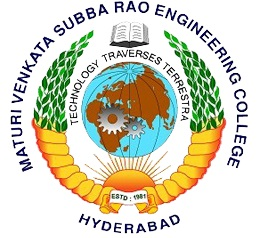 MATURI VENKATA SUBBA RAO ENGINEERING COLLEGE
TECHNOLOGY TRAVERSES TERRESTRA
ESTD : 1981
HYDERABAD